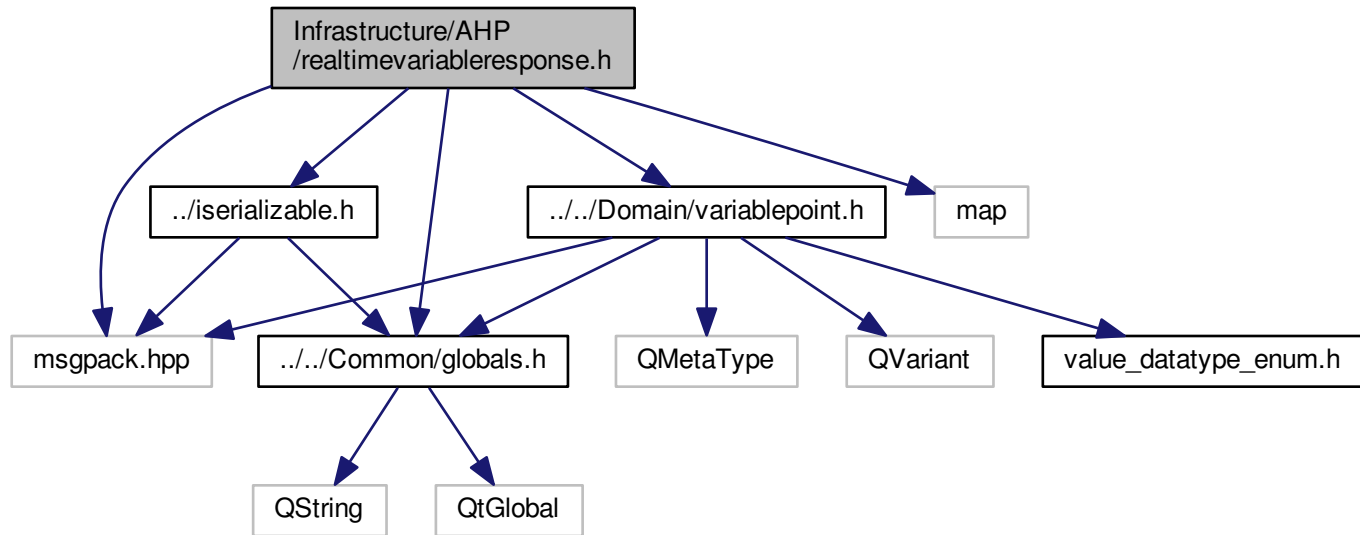 Infrastructure/AHP
/realtimevariableresponse.h
../iserializable.h
../../Domain/variablepoint.h
map
msgpack.hpp
../../Common/globals.h
QMetaType
QVariant
value_datatype_enum.h
QString
QtGlobal